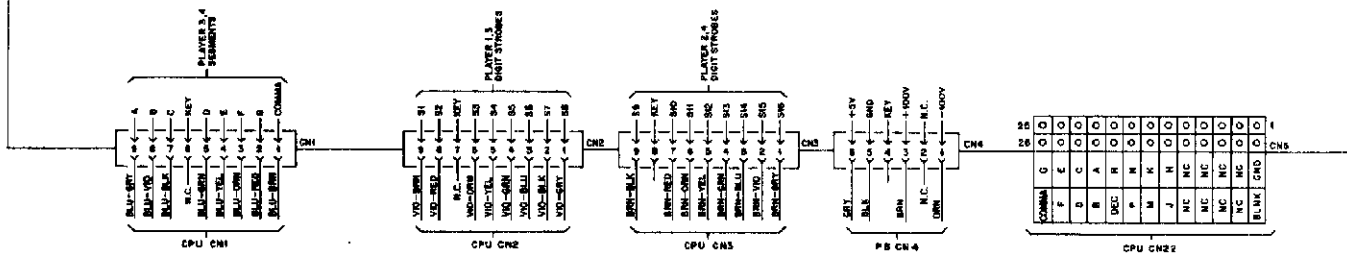 PLAYER 3,4
SEGMENTS
A
B
C
KEY
D
E
F
G
COMMA
CN1
BLU-GRY
BLU-VIO
BLU-BLK
N.C.
BLU-GRN
BLU-YEL
BLU-ORN
BLU-RED
BLU-BRN
CPU CN1
PLAYER 1,3
DIGIT STROBES
S1
S2
KEY
S3
S4
S5
S6
S7
S8
CN2
VIO-BRN
VIO-RED
N.C.
VIO-ORN
VIO-YEL
VIO-GRN
VIO-BLU
VIO-BLK
VIO-GRY
CPU CN2
PLAYER 2,4
DIGIT STROBES
S9
KEY
S10
S11
S12
S13
S14
S15
S16
CN3
BRN-BLK
BRN-RED
BRN-ORN
BRN-YEL
BRN-GRN
BRN-BLU
BRN-VIO
BRN-GRY
CPU CN3
+5V
GND
KEY
+100V
N.C.
-100V
CN4
GRY
BLK
BRN
N.C.
ORN
PS CN4
25
1
26
CN5
G
E
C
A
R
N
K
H
NC
NC
NC
NC
GND
COMMA
F
D
B
DEC
P
M
J
NC
NC
NC
NC
BLNK
CPU CN22